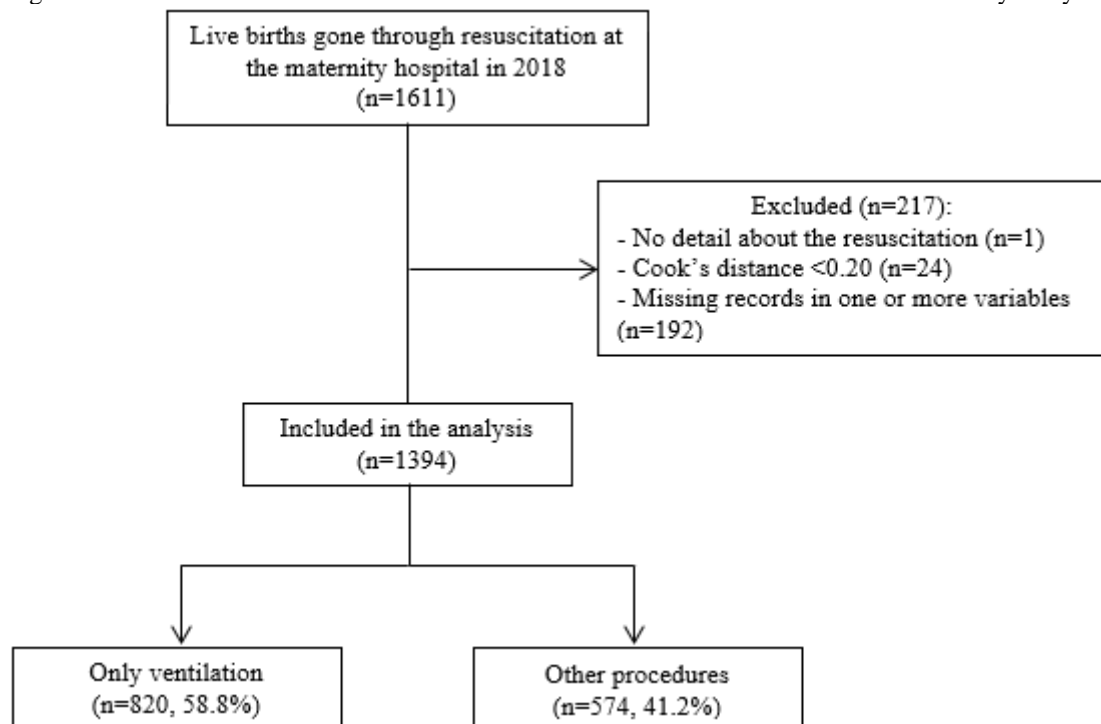 Live births gone through resuscitation at
the maternity hospital in 2018
(n=1611)
Excluded (n=217):
- No detail about the resuscitation (n=1)
- Cook's distance <0.20 (n=24)
- Missing records in one or more variables
(n=192)
Included in the analysis
(n=1394)
Only ventilation
(n=820, 58.8%)
Other procedures
(n=574, 41.2%)